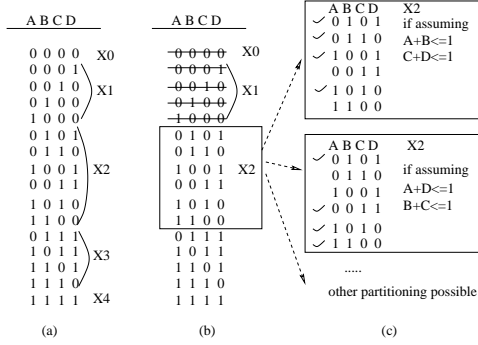 A B C D
0 0 0 0 X0
0 0 0 1
0 0 1 0 X1
0 1 0 0
1 0 0 0
0 1 0 1
0 1 1 0
1 0 0 1 X2
0 0 1 1
1 0 1 0
1 1 0 0
0 1 1 1
1 0 1 1 X3
1 1 0 1
1 1 1 0
1 1 1 1 X4
(a)
A B C D
0 0 0 0 X0
0 0 0 1
0 0 1 0 X1
0 1 0 0
1 0 0 0
0 1 0 1
0 1 1 0
1 0 0 1 X2
0 0 1 1
1 0 1 0
1 1 0 0
0 1 1 1
1 0 1 1
1 1 0 1
1 1 1 0
1 1 1 1
(b)
A B C D X2
0 1 0 1 if assuming
0 1 1 0 A+B<=1
1 0 0 1 C+D<=1
0 0 1 1
1 0 1 0
1 1 0 0
A B C D X2
0 1 0 1 if assuming
0 1 1 0
1 0 0 1 A+D<=1
0 0 1 1 B+C<=1
1 0 1 0
1 1 0 0
.....
other partitioning possible
(c)